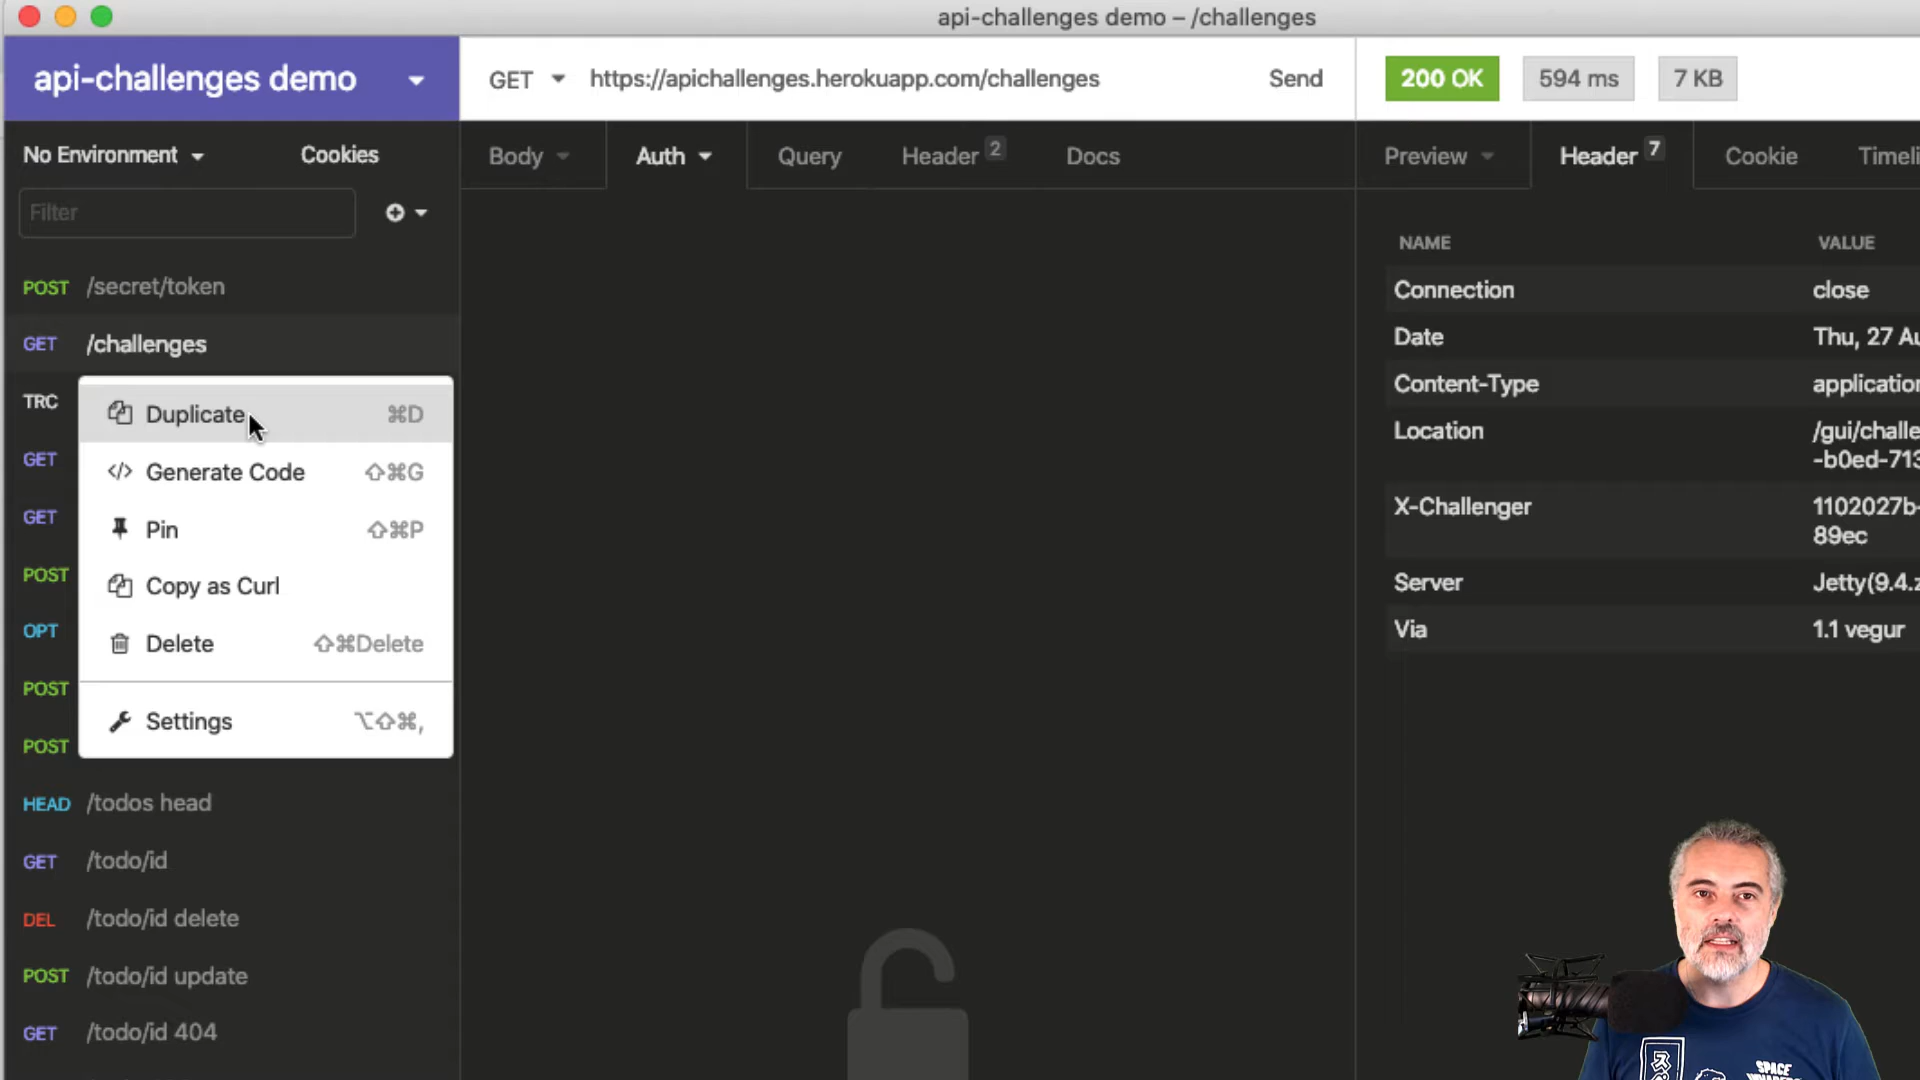 api-challenges demo – /challenges
api-challenges demo
GET
https://apichallenges.herokuapp.com/challenges
Send
200 OK
594 ms
7 KB
No Environment
Cookies
Body
Auth
Query
Header 2
Docs
Preview
Header 7
Cookie
Timeli
Filter
NAME
VALUE
POST /secret/token
GET /challenges
TRC
GET
GET
POST
OPT
POST
POST
HEAD /todos head
GET /todo/id
DEL /todo/id delete
POST /todo/id update
GET /todo/id 404
Duplicate ⌘D
Generate Code ⇧⌘G
Pin ⇧⌘P
Copy as Curl
Delete ⇧⌘Delete
Settings ⌥⇧⌘,
Connection close
Date Thu, 27 Au
Content-Type application
Location /gui/challe
-b0ed-713
X-Challenger 1102027b-
89ec
Server Jetty(9.4.z
Via 1.1 vegur
SPACE